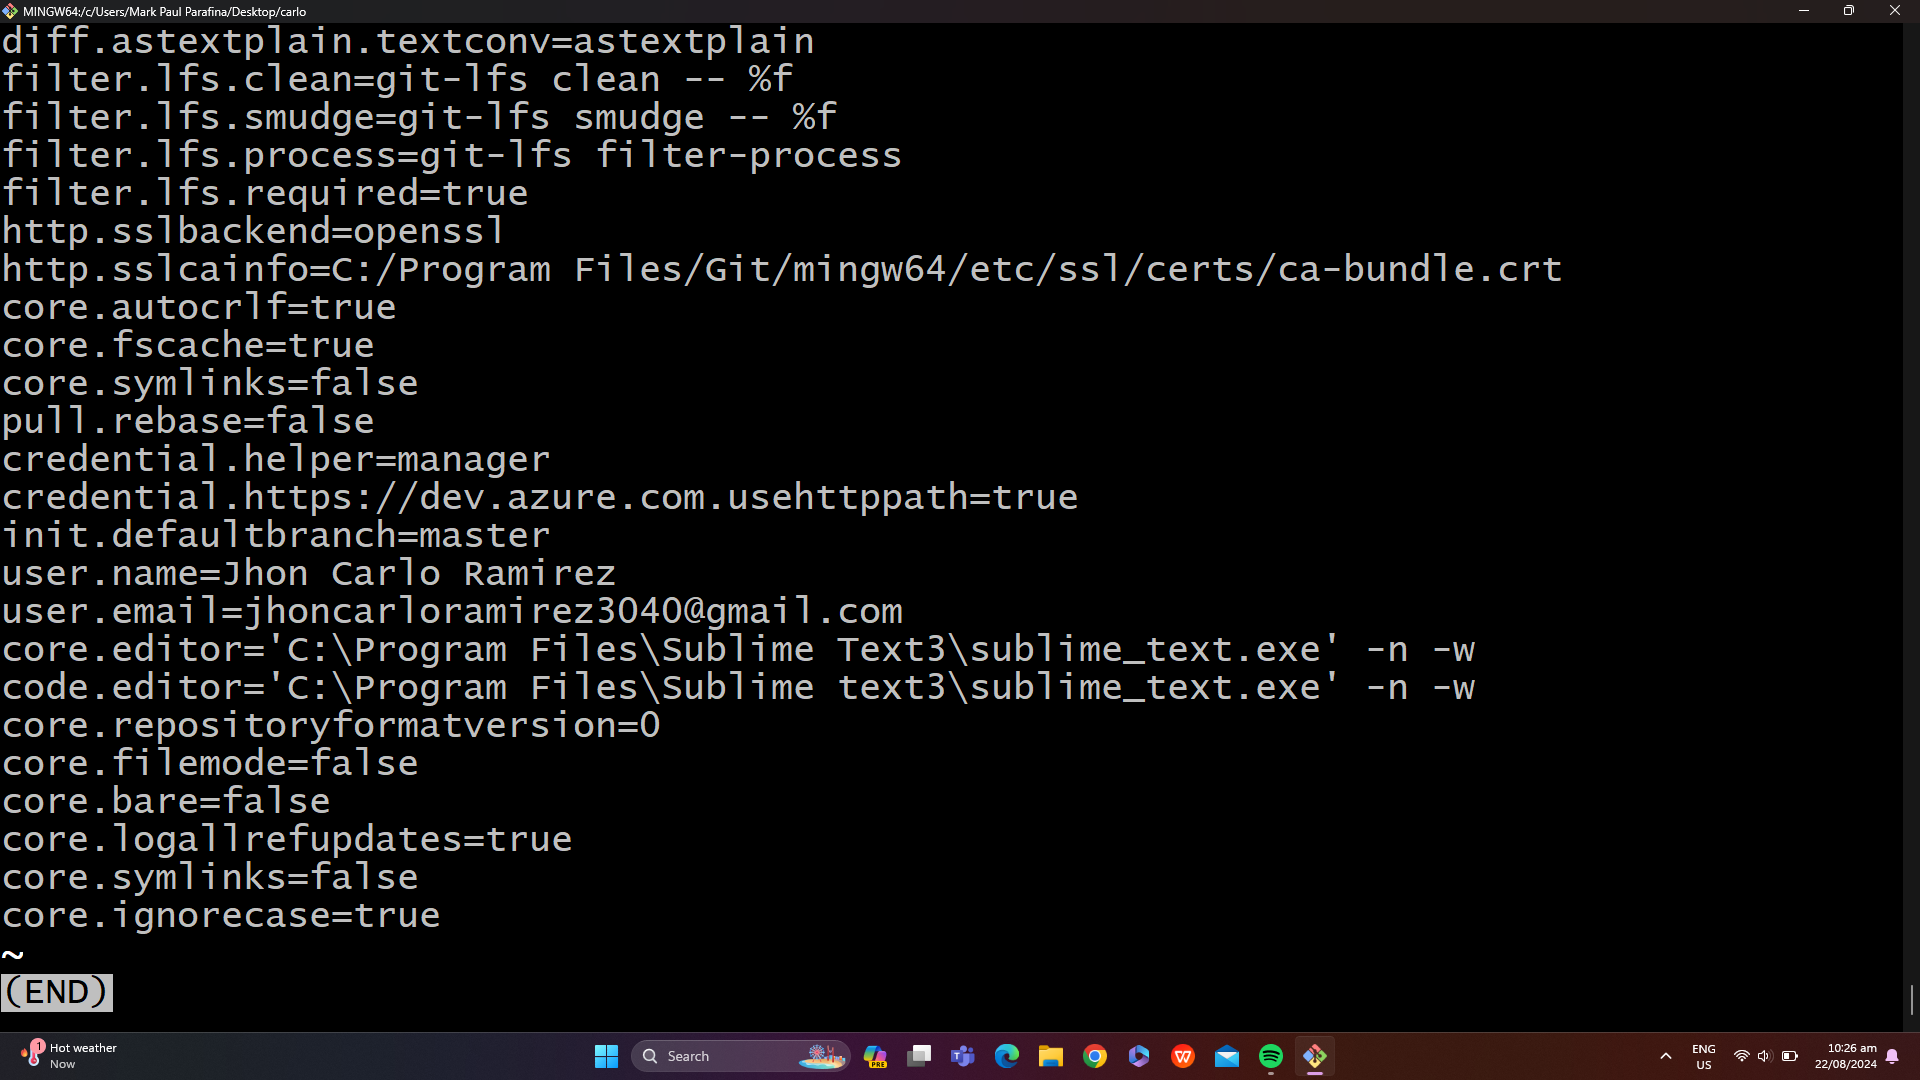 MINGW64:/c/Users/Mark Paul Parafina/Desktop/carlo
diff.astextplain.textconv=astextplain
filter.lfs.clean=git-lfs clean -- %f
filter.lfs.smudge=git-lfs smudge -- %f
filter.lfs.process=git-lfs filter-process
filter.lfs.required=true
http.sslbackend=openssl
http.sslcainfo=C:/Program Files/Git/mingw64/etc/ssl/certs/ca-bundle.crt
core.autocrlf=true
core.fscache=true
core.symlinks=false
pull.rebase=false
credential.helper=manager
credential.https://dev.azure.com.usehttppath=true
init.defaultbranch=master
user.name=Jhon Carlo Ramirez
user.email=jhoncarloramirez3040@gmail.com
core.editor='C:\Program Files\Sublime Text3\sublime_text.exe' -n -w
code.editor='C:\Program Files\Sublime text3\sublime_text.exe' -n -w
core.repositoryformatversion=0
core.filemode=false
core.bare=false
core.logallrefupdates=true
core.symlinks=false
core.ignorecase=true
~
(END)
1
Hot weather
Now
Search
PRE
ENG
US
10:26 am
22/08/2024